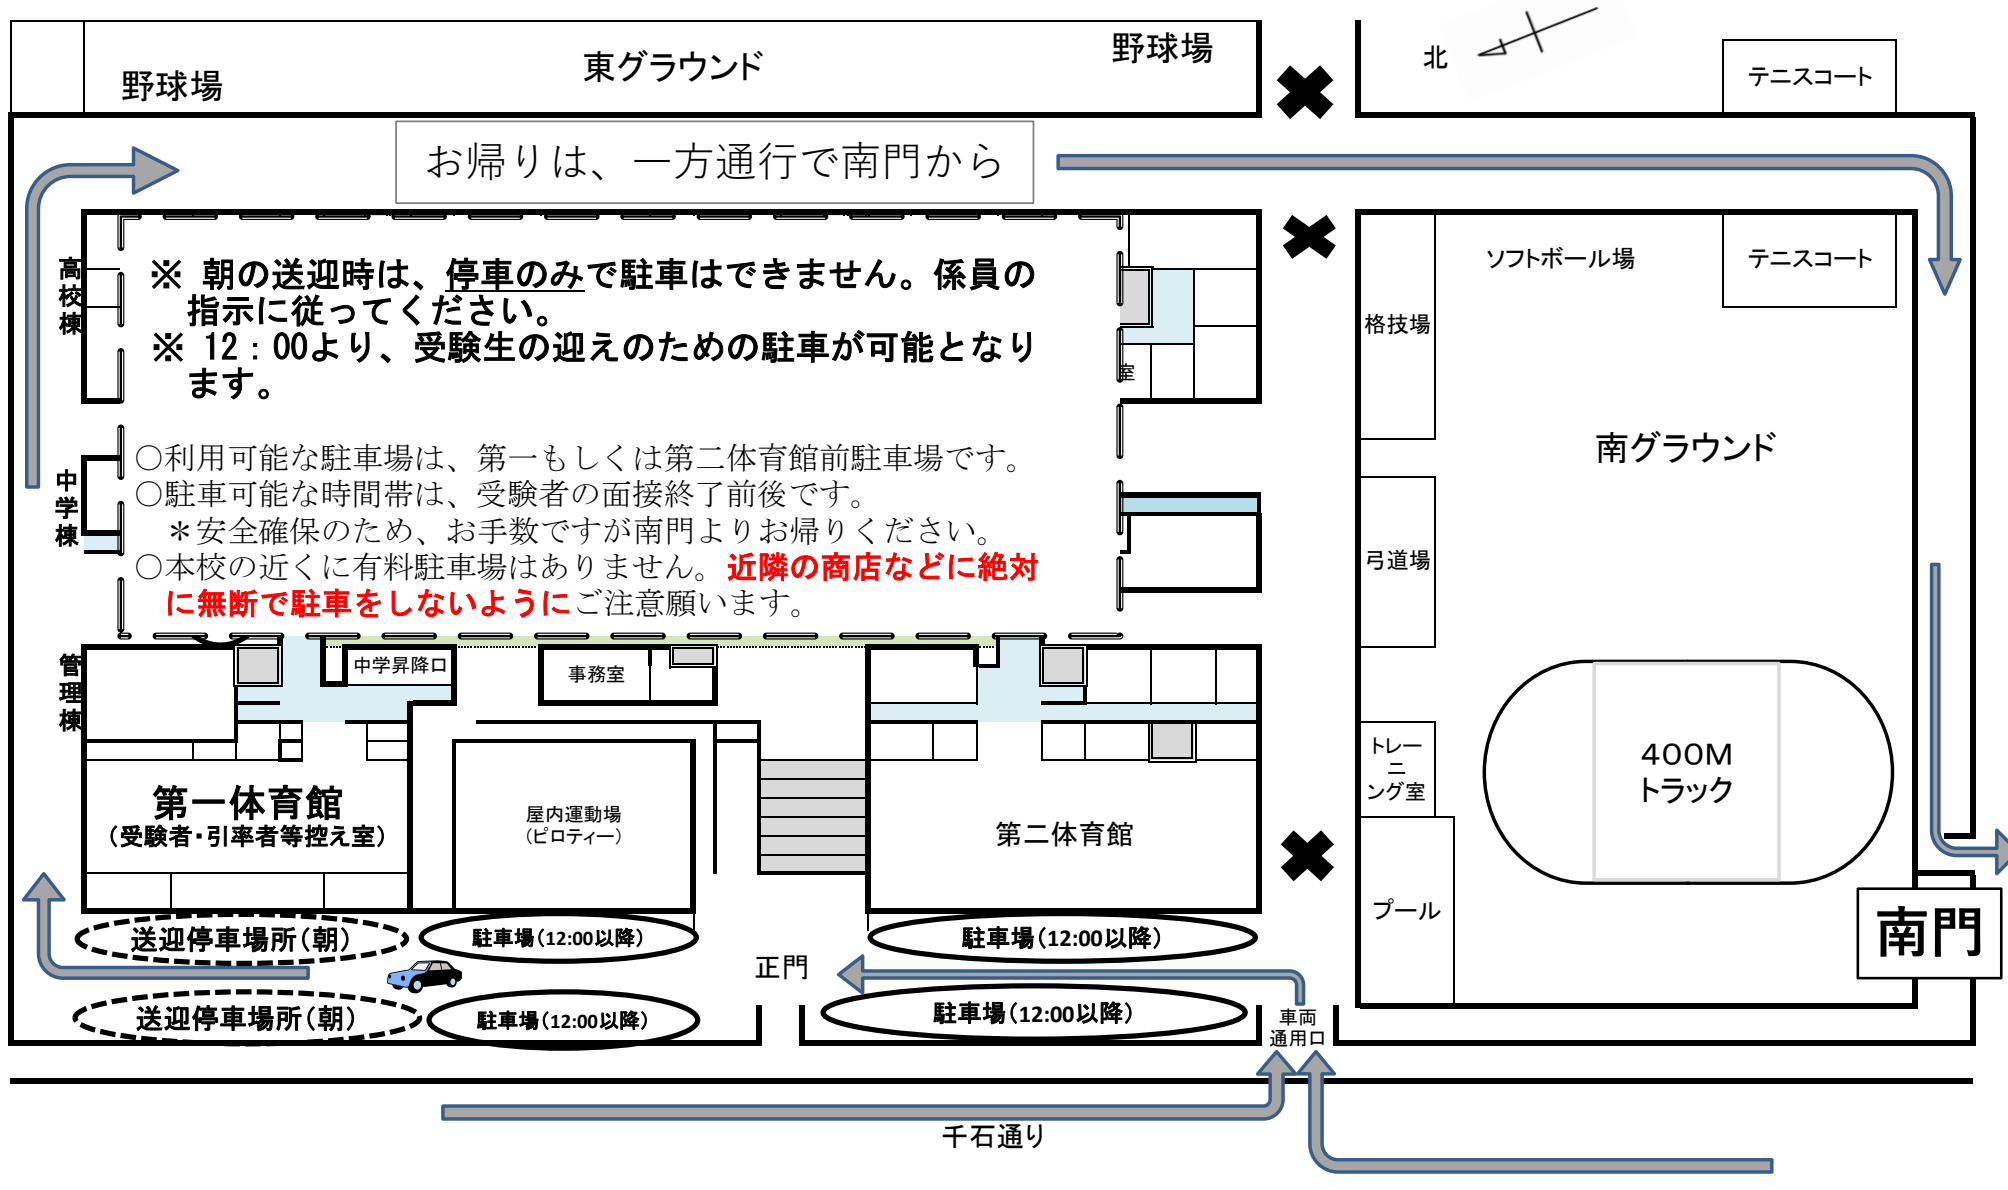 野球場
東グラウンド
野球場
北
テニスコート
お帰りは、一方通行で南門から
高校棟
※ 朝の送迎時は、停車のみで駐車はできません。係員の
指示に従ってください。
※ 12：00より、受験生の迎えのための駐車が可能となり
ます。
室
ソフトボール場
テニスコート
格技場
南グラウンド
中学棟
○利用可能な駐車場は、第一もしくは第二体育館前駐車場です。
○駐車可能な時間帯は、受験者の面接終了前後です。
＊安全確保のため、お手数ですが南門よりお帰りください。
○本校の近くに有料駐車場はありません。近隣の商店などに絶対
に無断で駐車をしないようにご注意願います。
弓道場
管理棟
中学昇降口
事務室
トレー
ニ
ング室
400M
トラック
第一体育館
（受験者・引率者等控え室）
屋内運動場
（ピロティー）
第二体育館
プール
南門
送迎停車場所（朝）
駐車場（12:00以降）
駐車場（12:00以降）
正門
送迎停車場所（朝）
駐車場（12:00以降）
駐車場（12:00以降）
車両
通用口
千石通り